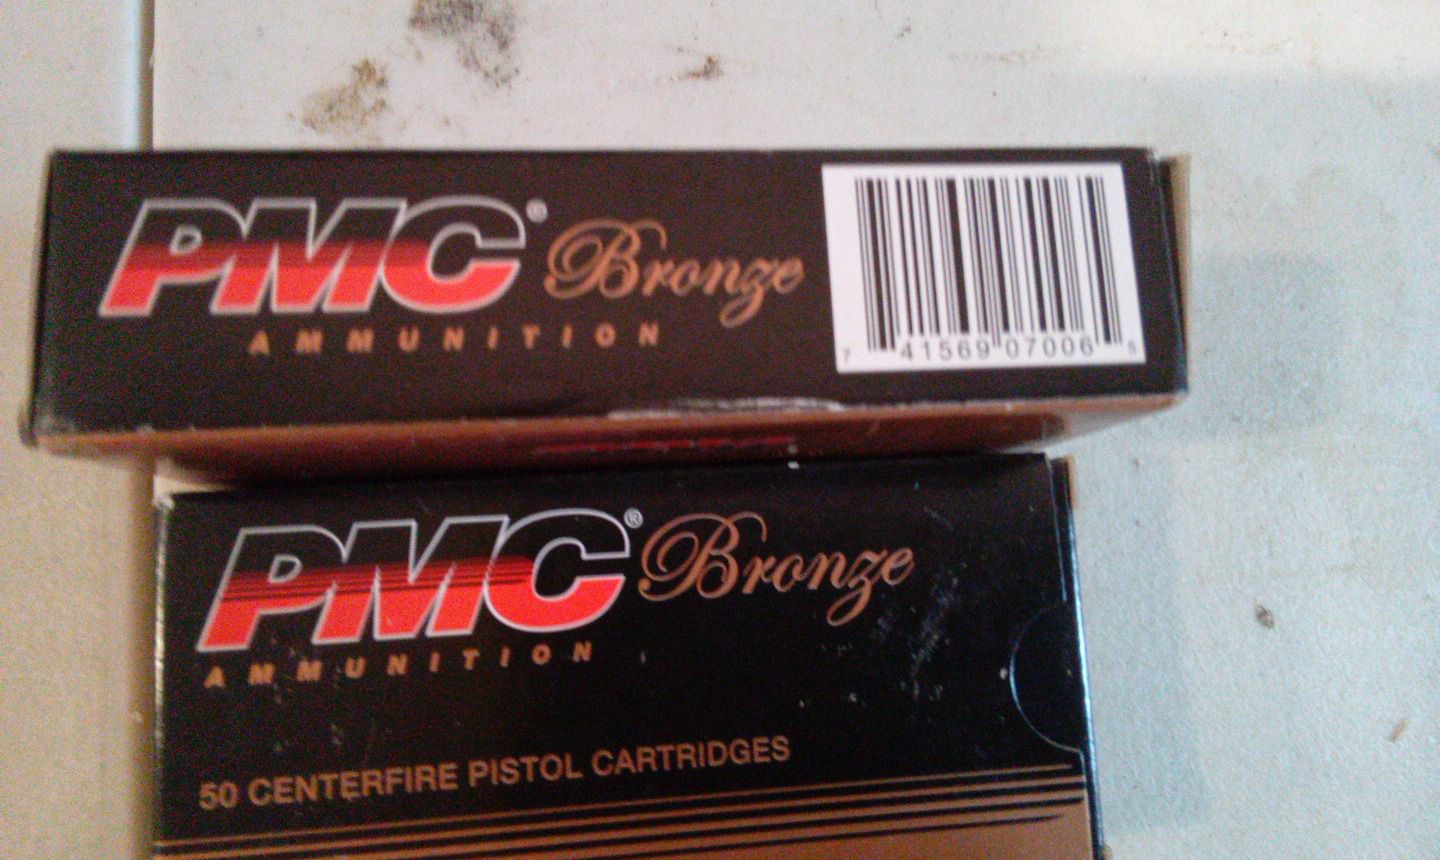 PMC® Bronze
AMMUNITION
7 41569 07006 5
PMC® Bronze
AMMUNITION
50 CENTERFIRE PISTOL CARTRIDGES